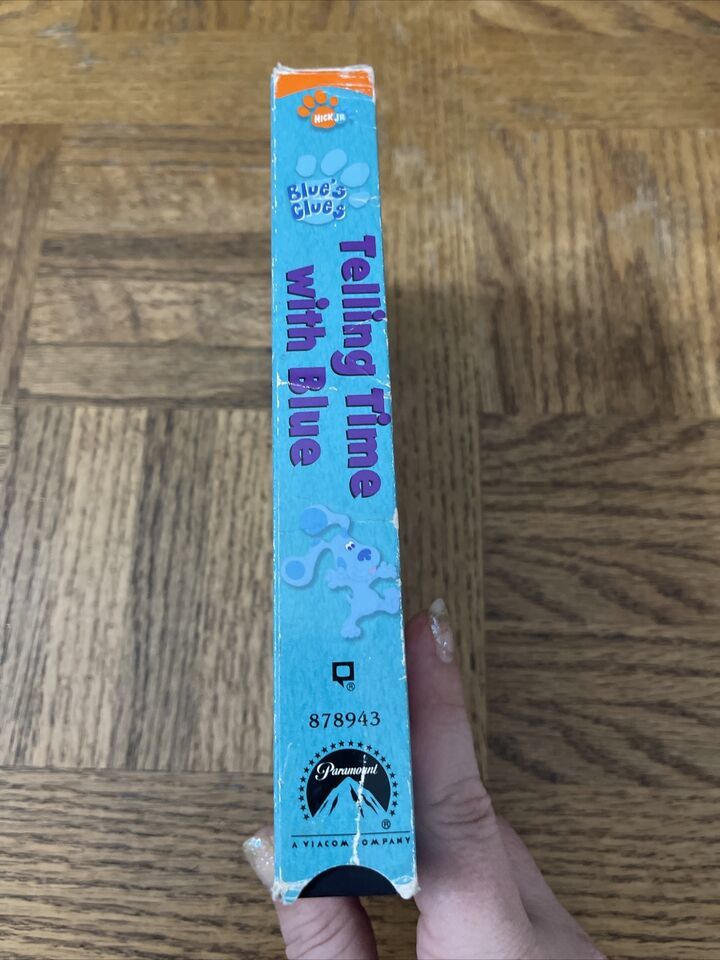 NICK JR
Blue's
Clues
Telling Time
with Blue
®
878943
Paramount
®
A VIACOM COMPANY